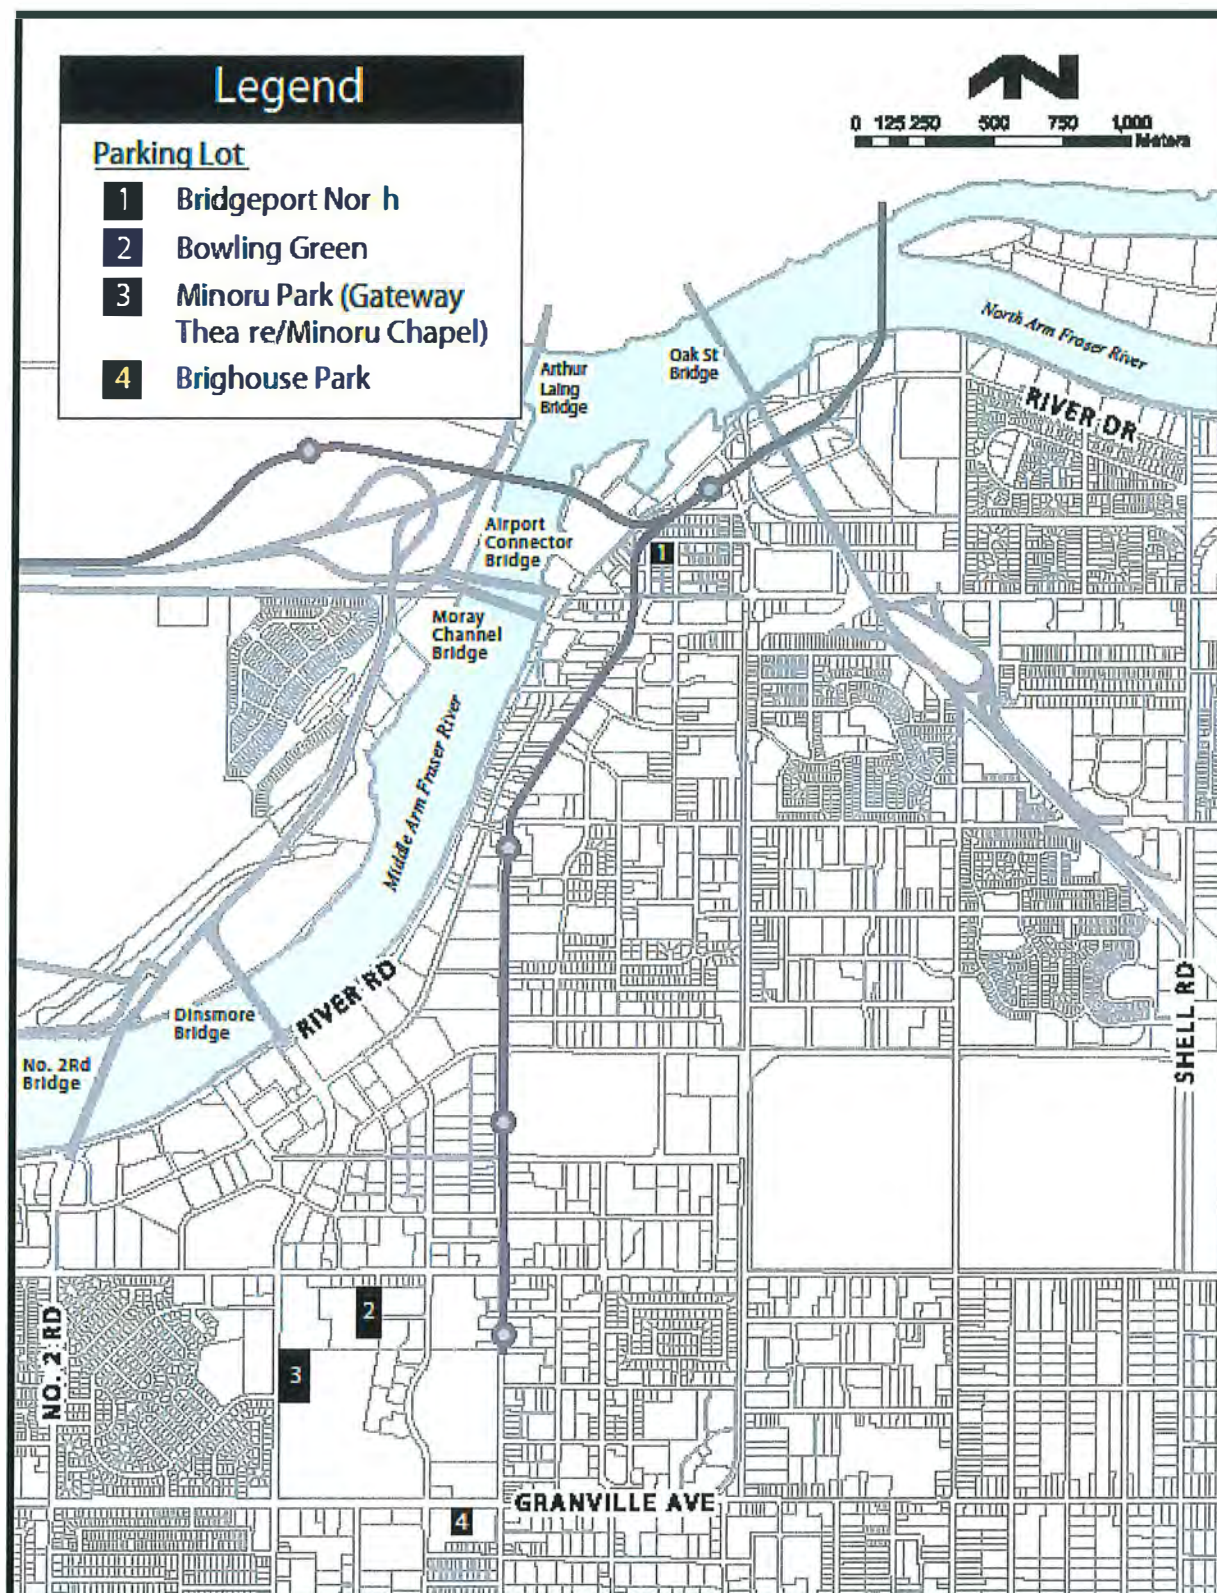 Legend
Parking Lot
1 Bridgeport Nor h
2 Bowling Green
3 Minoru Park (Gateway
Thea re/Minoru Chapel)
4 Brighouse Park
N
0 125 250 500 750 1,000
Meters
North Arm Fraser River
Oak St
Bridge
Arthur
Laing
Bridge
RIVER DR
Airport
Connector
Bridge
1
Moray
Channel
Bridge
Middle Arm Fraser River
RIVER RD
Dinsmore
Bridge
No. 2Rd
Bridge
SHELL RD
2
NO. 2 RD
3
GRANVILLE AVE
4